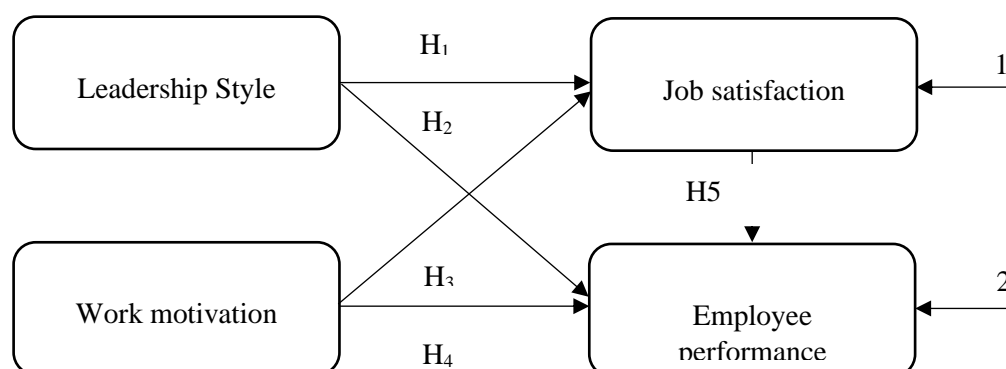 H₁
1
Leadership Style
Job satisfaction
H₂
H5
H₃
2
Work motivation
Employee
performance
H₄